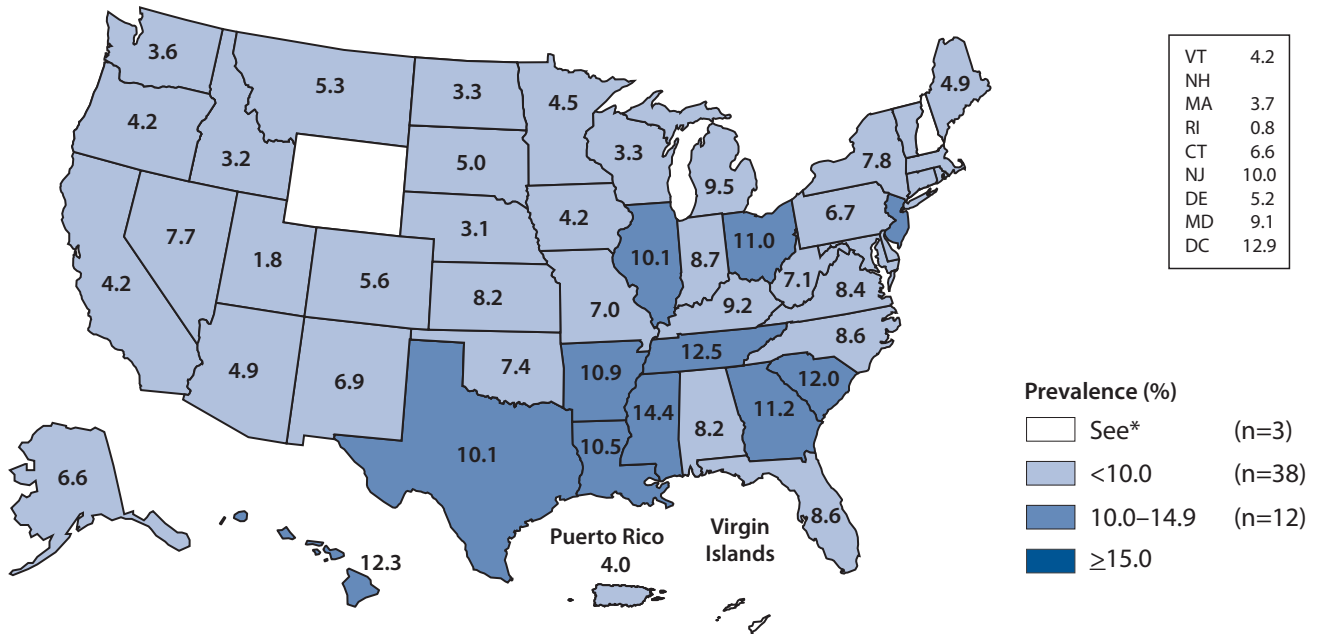 3.6
5.3
3.3
4.5
4.9
4.2
3.2
5.0
3.3
9.5
7.8
7.7
1.8
5.6
3.1
4.2
10.1
8.7
11.0
6.7
4.2
8.2
7.0
9.2
7.1
8.4
4.9
6.9
7.4
10.9
12.5
8.6
12.0
10.1
10.5
14.4
8.2
11.2
8.6
6.6
12.3
Puerto Rico
4.0
Virgin
Islands
VT 4.2
NH
MA 3.7
RI 0.8
CT 6.6
NJ 10.0
DE 5.2
MD 9.1
DC 12.9
Prevalence (%)
See* (n=3)
<10.0 (n=38)
10.0–14.9 (n=12)
≥15.0